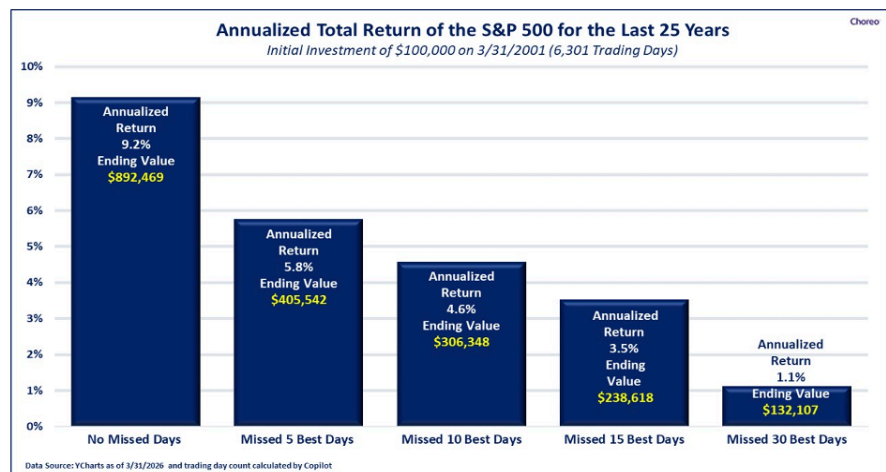 Choreo
Annualized Total Return of the S&P 500 for the Last 25 Years
Initial Investment of $100,000 on 3/31/2001 (6,301 Trading Days)
10%
9%
8%
7%
6%
5%
4%
3%
2%
1%
0%
Annualized
Return
9.2%
Ending Value
$892,469
Annualized
Return
5.8%
Ending Value
$405,542
Annualized
Return
4.6%
Ending Value
$306,348
Annualized
Return
3.5%
Ending
Value
$238,618
Annualized
Return
1.1%
Ending Value
$132,107
No Missed Days
Missed 5 Best Days
Missed 10 Best Days
Missed 15 Best Days
Missed 30 Best Days
Data Source: YCharts as of 3/31/2026 and trading day count calculated by Copilot